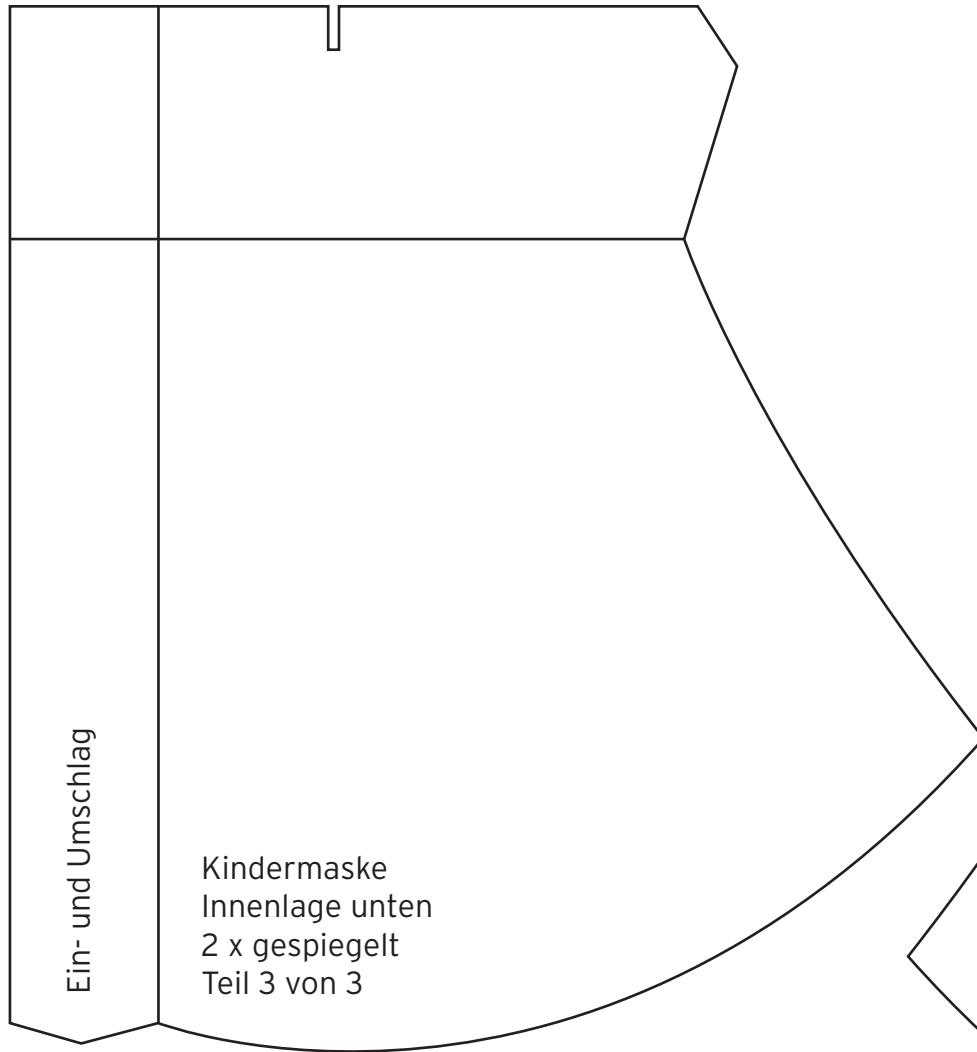 Ein- und Umschlag
Kindermaske
Innenlage unten
2 x gespiegelt
Teil 3 von 3